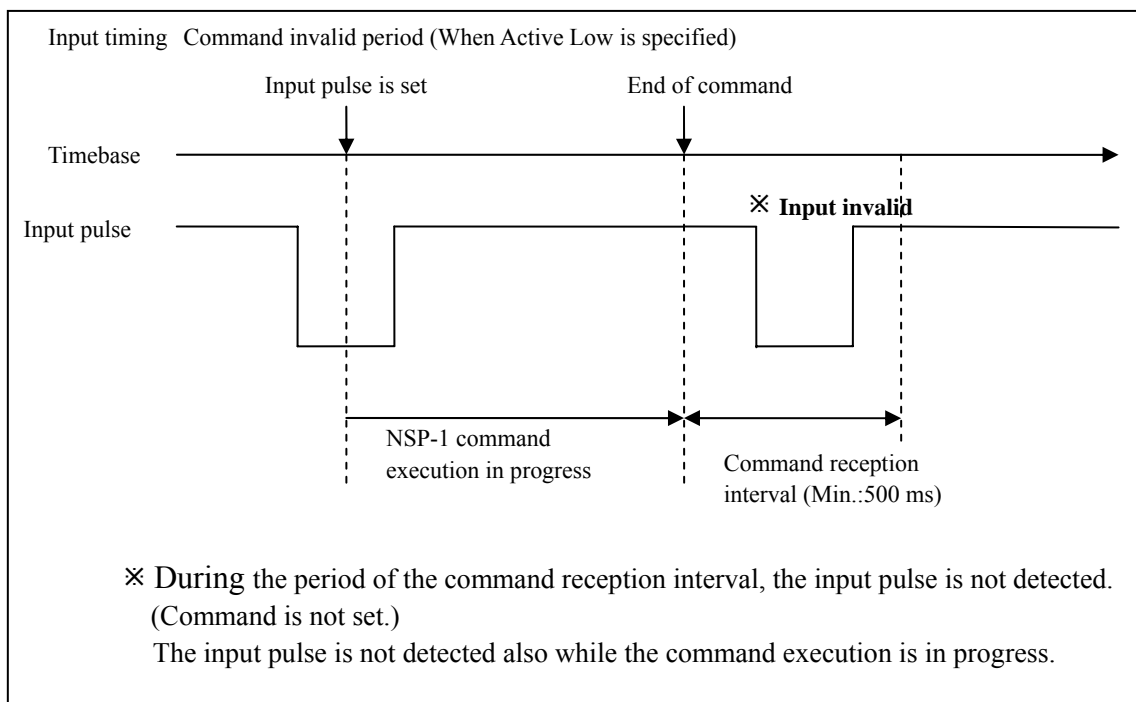 Input timing   Command invalid period (When Active Low is specified)
Input pulse is set
End of command
Timebase
※ Input invalid
Input pulse
NSP-1 command
execution in progress
Command reception
interval (Min.:500 ms)
※ During the period of the command reception interval, the input pulse is not detected.
(Command is not set.)
The input pulse is not detected also while the command execution is in progress.